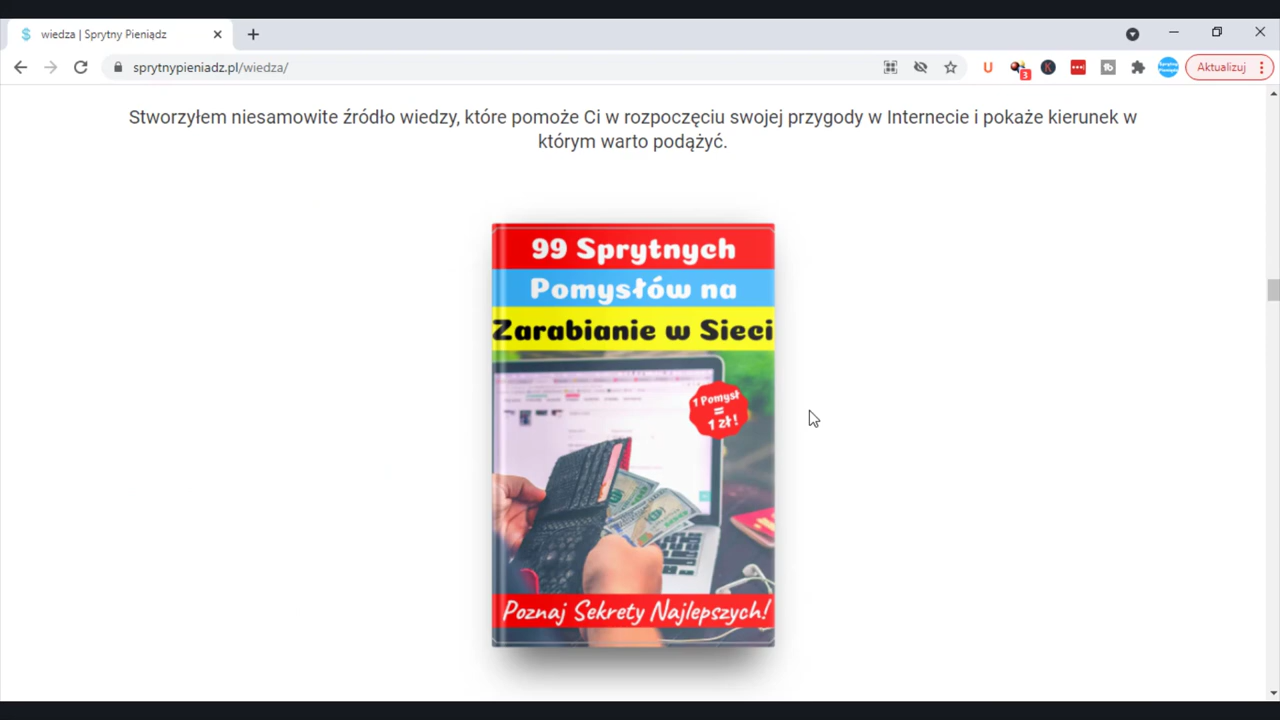 wiedza | Sprytny Pieniądz
sprytnypieniadz.pl/wiedza/
3
Aktualizuj
Stworzyłem niesamowite źródło wiedzy, które pomoże Ci w rozpoczęciu swojej przygody w Internecie i pokaże kierunek w
którym warto podążyć.
99 Sprytnych
Pomysłów na
Zarabianie w Sieci
1 Pomysł
=
1 zł!
Poznaj Sekrety Najlepszych!